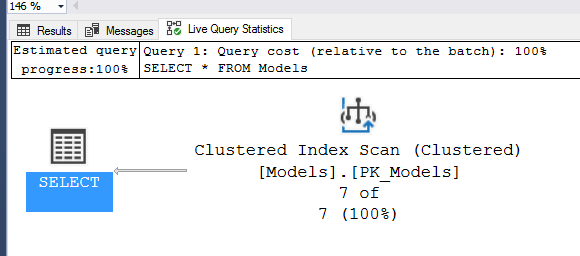 146 %
Results Messages Live Query Statistics
Estimated query Query 1: Query cost (relative to the batch): 100%
progress:100% SELECT * FROM Models
Clustered Index Scan (Clustered)
[Models].[PK_Models]
7 of
7 (100%)
SELECT